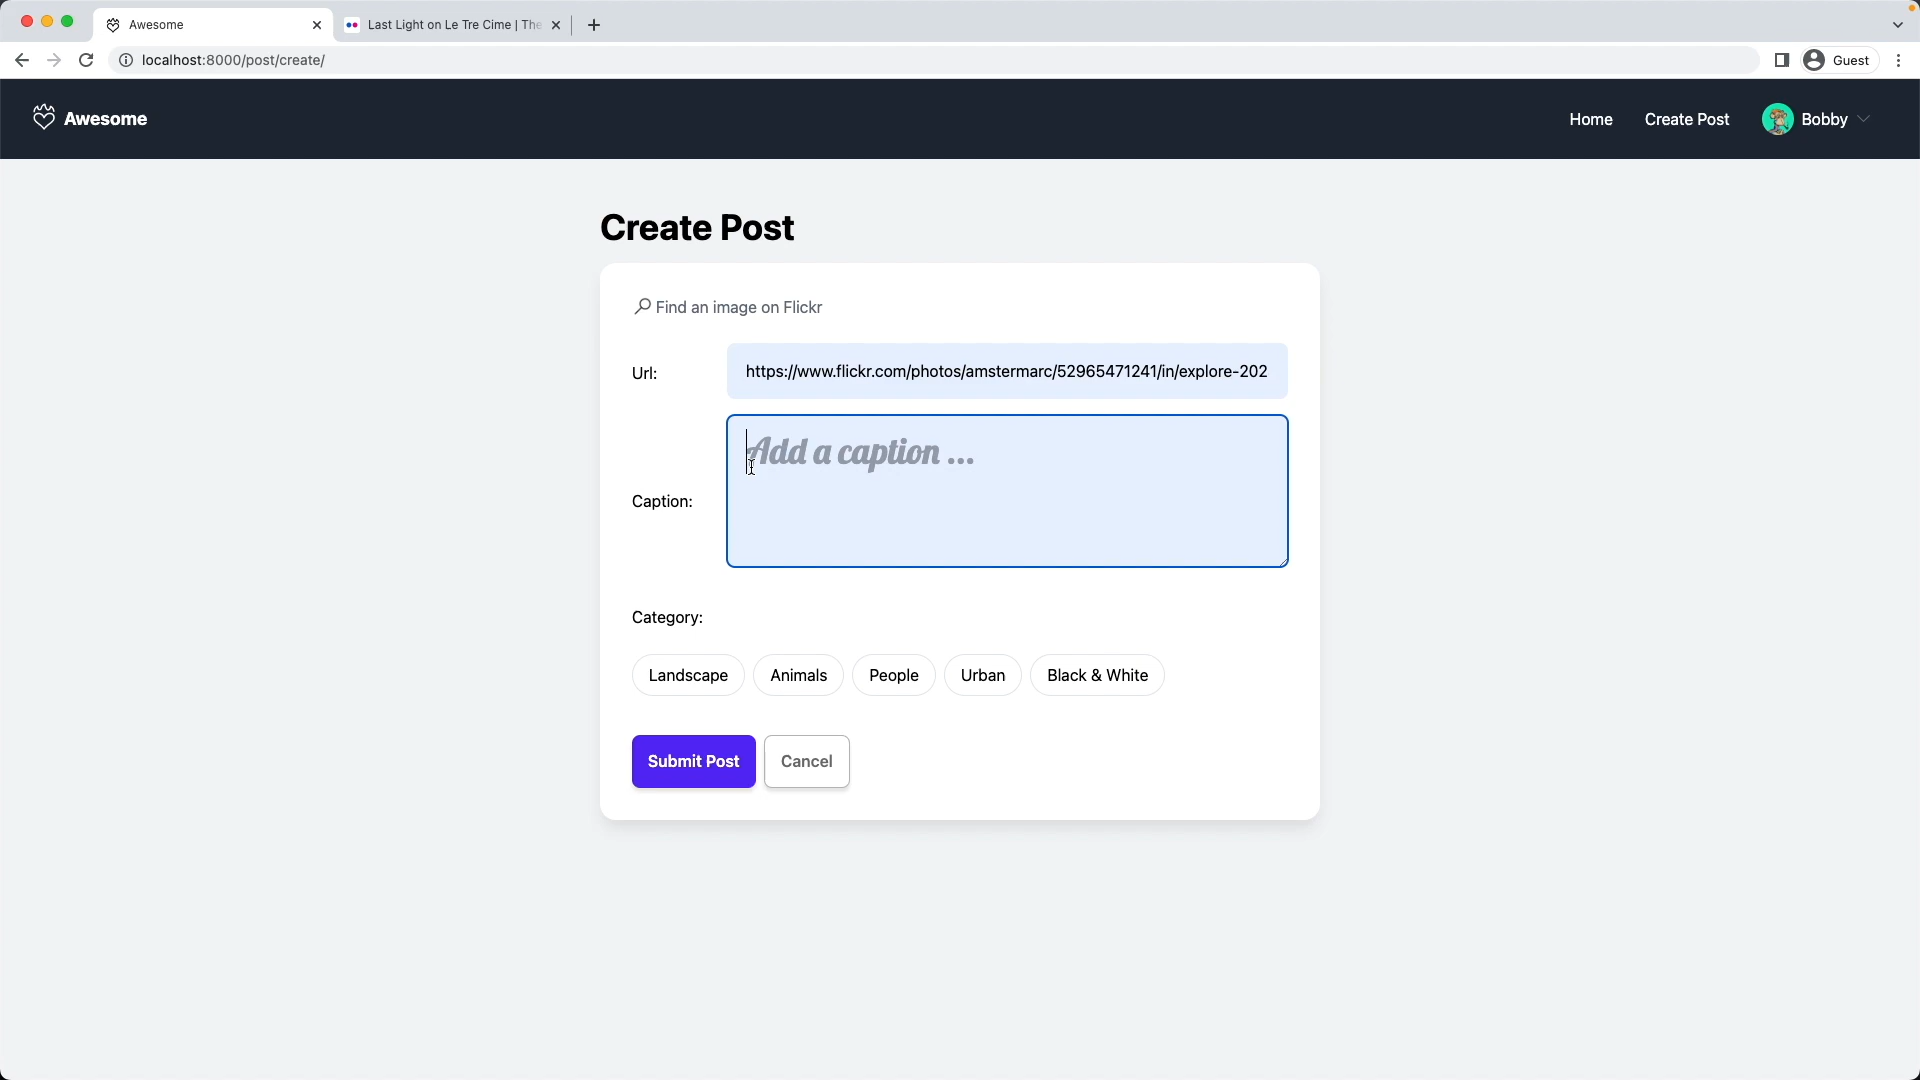 Awesome
Last Light on Le Tre Cime | The
localhost:8000/post/create/
Guest
Awesome
Home
Create Post
Bobby
Create Post
Find an image on Flickr
Url:
https://www.flickr.com/photos/amstermarc/52965471241/in/explore-202
Add a caption ...
Caption:
Category:
Landscape
Animals
People
Urban
Black & White
Submit Post
Cancel